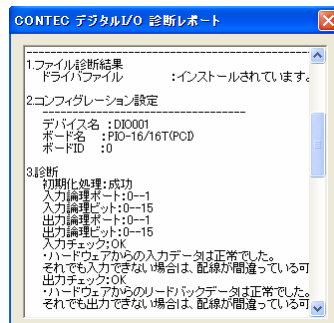 CONTEC デジタルI/O 診断レポート
1.ファイル診断結果
ドライバファイル :インストールされています。
2.コンフィグレーション設定
デバイス名 :DIO001
ボード名 :PIO-16/16T(PCI)
ボードID :0
3.診断
初期化処理:成功
入力論理ポート:0--1
入力論理ビット:0--15
出力論理ポート:0--1
出力論理ビット:0--15
入力チェック;OK
・ハードウェアからの入力データは正常でした。
それでも入力できない場合は、配線が間違っている可
出力チェック;OK
・ハードウェアからのリードバックデータは正常でした。
それでも出力できない場合は、配線が間違っている可